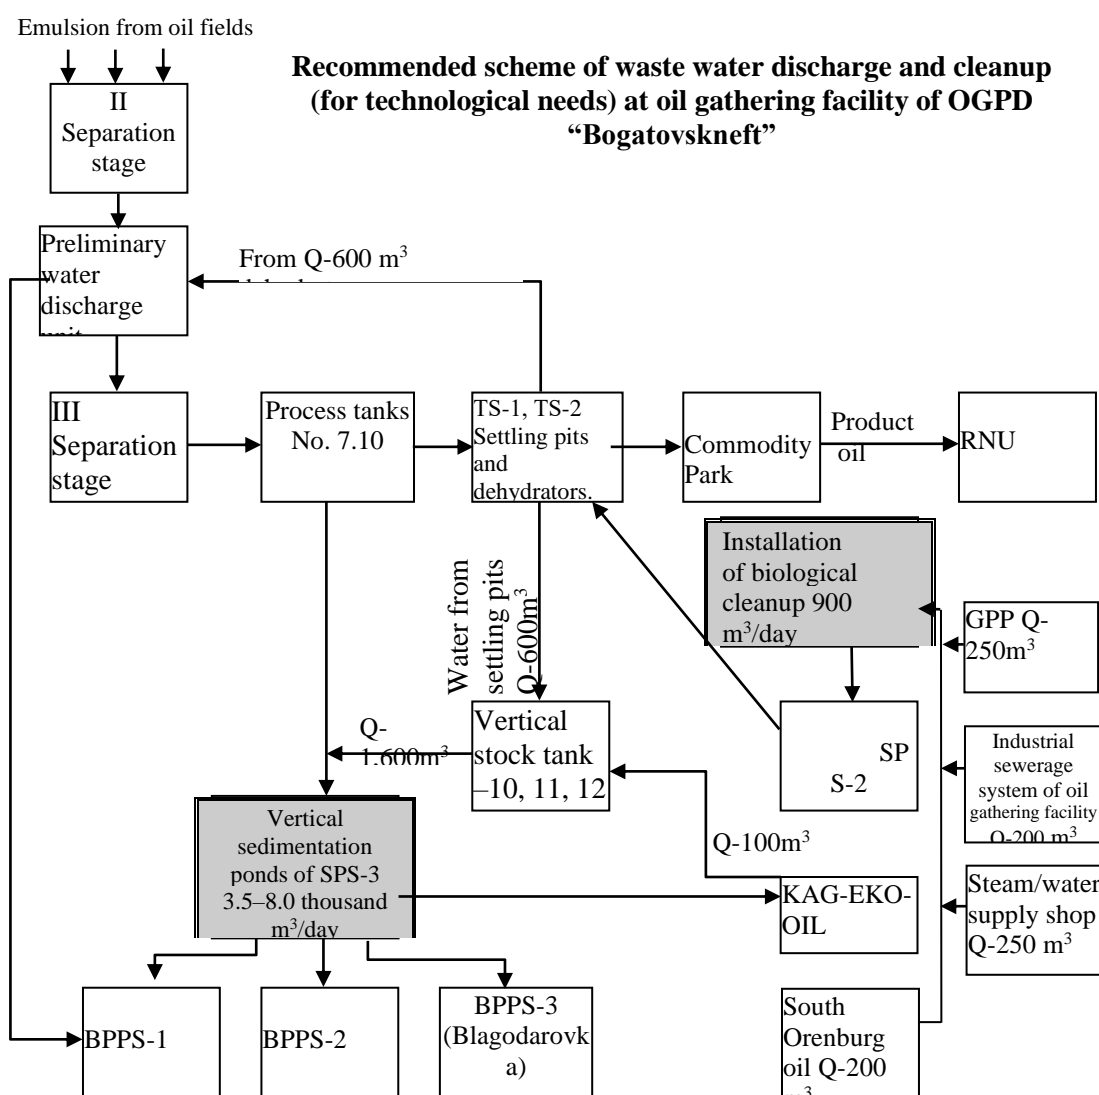 Emulsion from oil fields
Recommended scheme of waste water discharge and cleanup
(for technological needs) at oil gathering facility of OGPD
“Bogatovskneft”
II
Separation
stage
Preliminary
water
discharge
unit
From Q-600 m³
III
Separation
stage
Process tanks
No. 7.10
TS-1, TS-2
Settling pits
and
dehydrators.
Commodity
Park
Product
oil
RNU
Installation
of biological
cleanup 900
m³/day
Water from
settling pits
Q-600m³
GPP Q-
250m³
Q-
1.600m³
Vertical
stock tank
–10, 11, 12
SP
S-2
Industrial
sewerage
system of oil
gathering facility
Q-200 m³
Vertical
sedimentation
ponds of SPS-3
3.5–8.0 thousand
m³/day
Q-100m³
KAG-EKO-
OIL
Steam/water
supply shop
Q-250 m³
BPPS-1
BPPS-2
BPPS-3
(Blagodarovk
a)
South
Orenburg
oil Q-200
m³